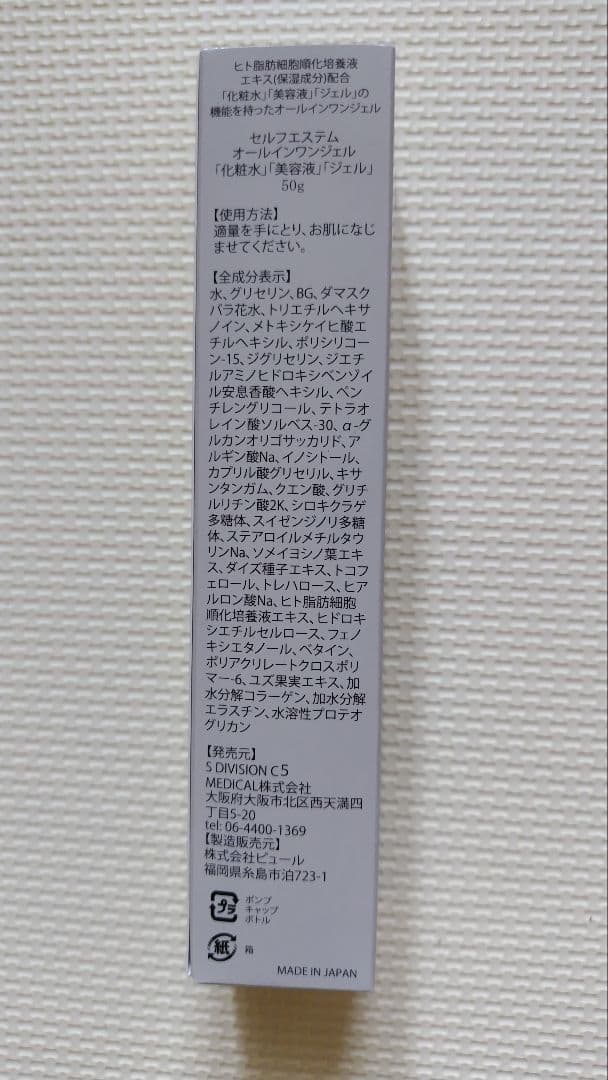 ヒト脂肪細胞順化培養液
エキス(保湿成分)配合
「化粧水」「美容液」「ジェル」の
機能を持ったオールインワンジェル
セルフエステム
オールインワンジェル
「化粧水」「美容液」「ジェル」
50g
【使用方法】
適量を手にとり、お肌になじ
ませてください。
【全成分表示】
水、グリセリン、BG、ダマスク
バラ花水、トリエチルヘキサ
ノイン、メトキシケイヒ酸エ
チルヘキシル、ポリシリコー
ン-15、ジグリセリン、ジエチ
ルアミノヒドロキシベンゾイ
ル安息香酸ヘキシル、ペン
チレングリコール、テトラオ
レイン酸ソルベス-30、α-グ
ルカンオリゴサッカリド、ア
ルギン酸Na、イノシトール、
カプリル酸グリセリル、キサ
ンタンガム、クエン酸、グリチ
ルリチン酸2K、シロキクラゲ
多糖体、スイゼンジノリ多糖
体、ステアロイルメチルタウ
リンNa、ソメイヨシノ葉エキ
ス、ダイズ種子エキス、トコフ
ェロール、トレハロース、ヒア
ルロン酸Na、ヒト脂肪細胞
順化培養液エキス、ヒドロキ
シエチルセルロース、フェノ
キシエタノール、ベタイン、
ポリアクリレートクロスポリ
マー-6、ユズ果実エキス、加
水分解コラーゲン、加水分解
エラスチン、水溶性プロテオ
グリカン
【発売元】
S DIVISION C5
MEDICAL株式会社
大阪府大阪市北区西天満四
丁目5-20
tel: 06-4400-1369
【製造販売元】
株式会社ピュール
福岡県糸島市泊723-1
プラ
ポンプ
キャップ
ボトル
紙 箱
MADE IN JAPAN